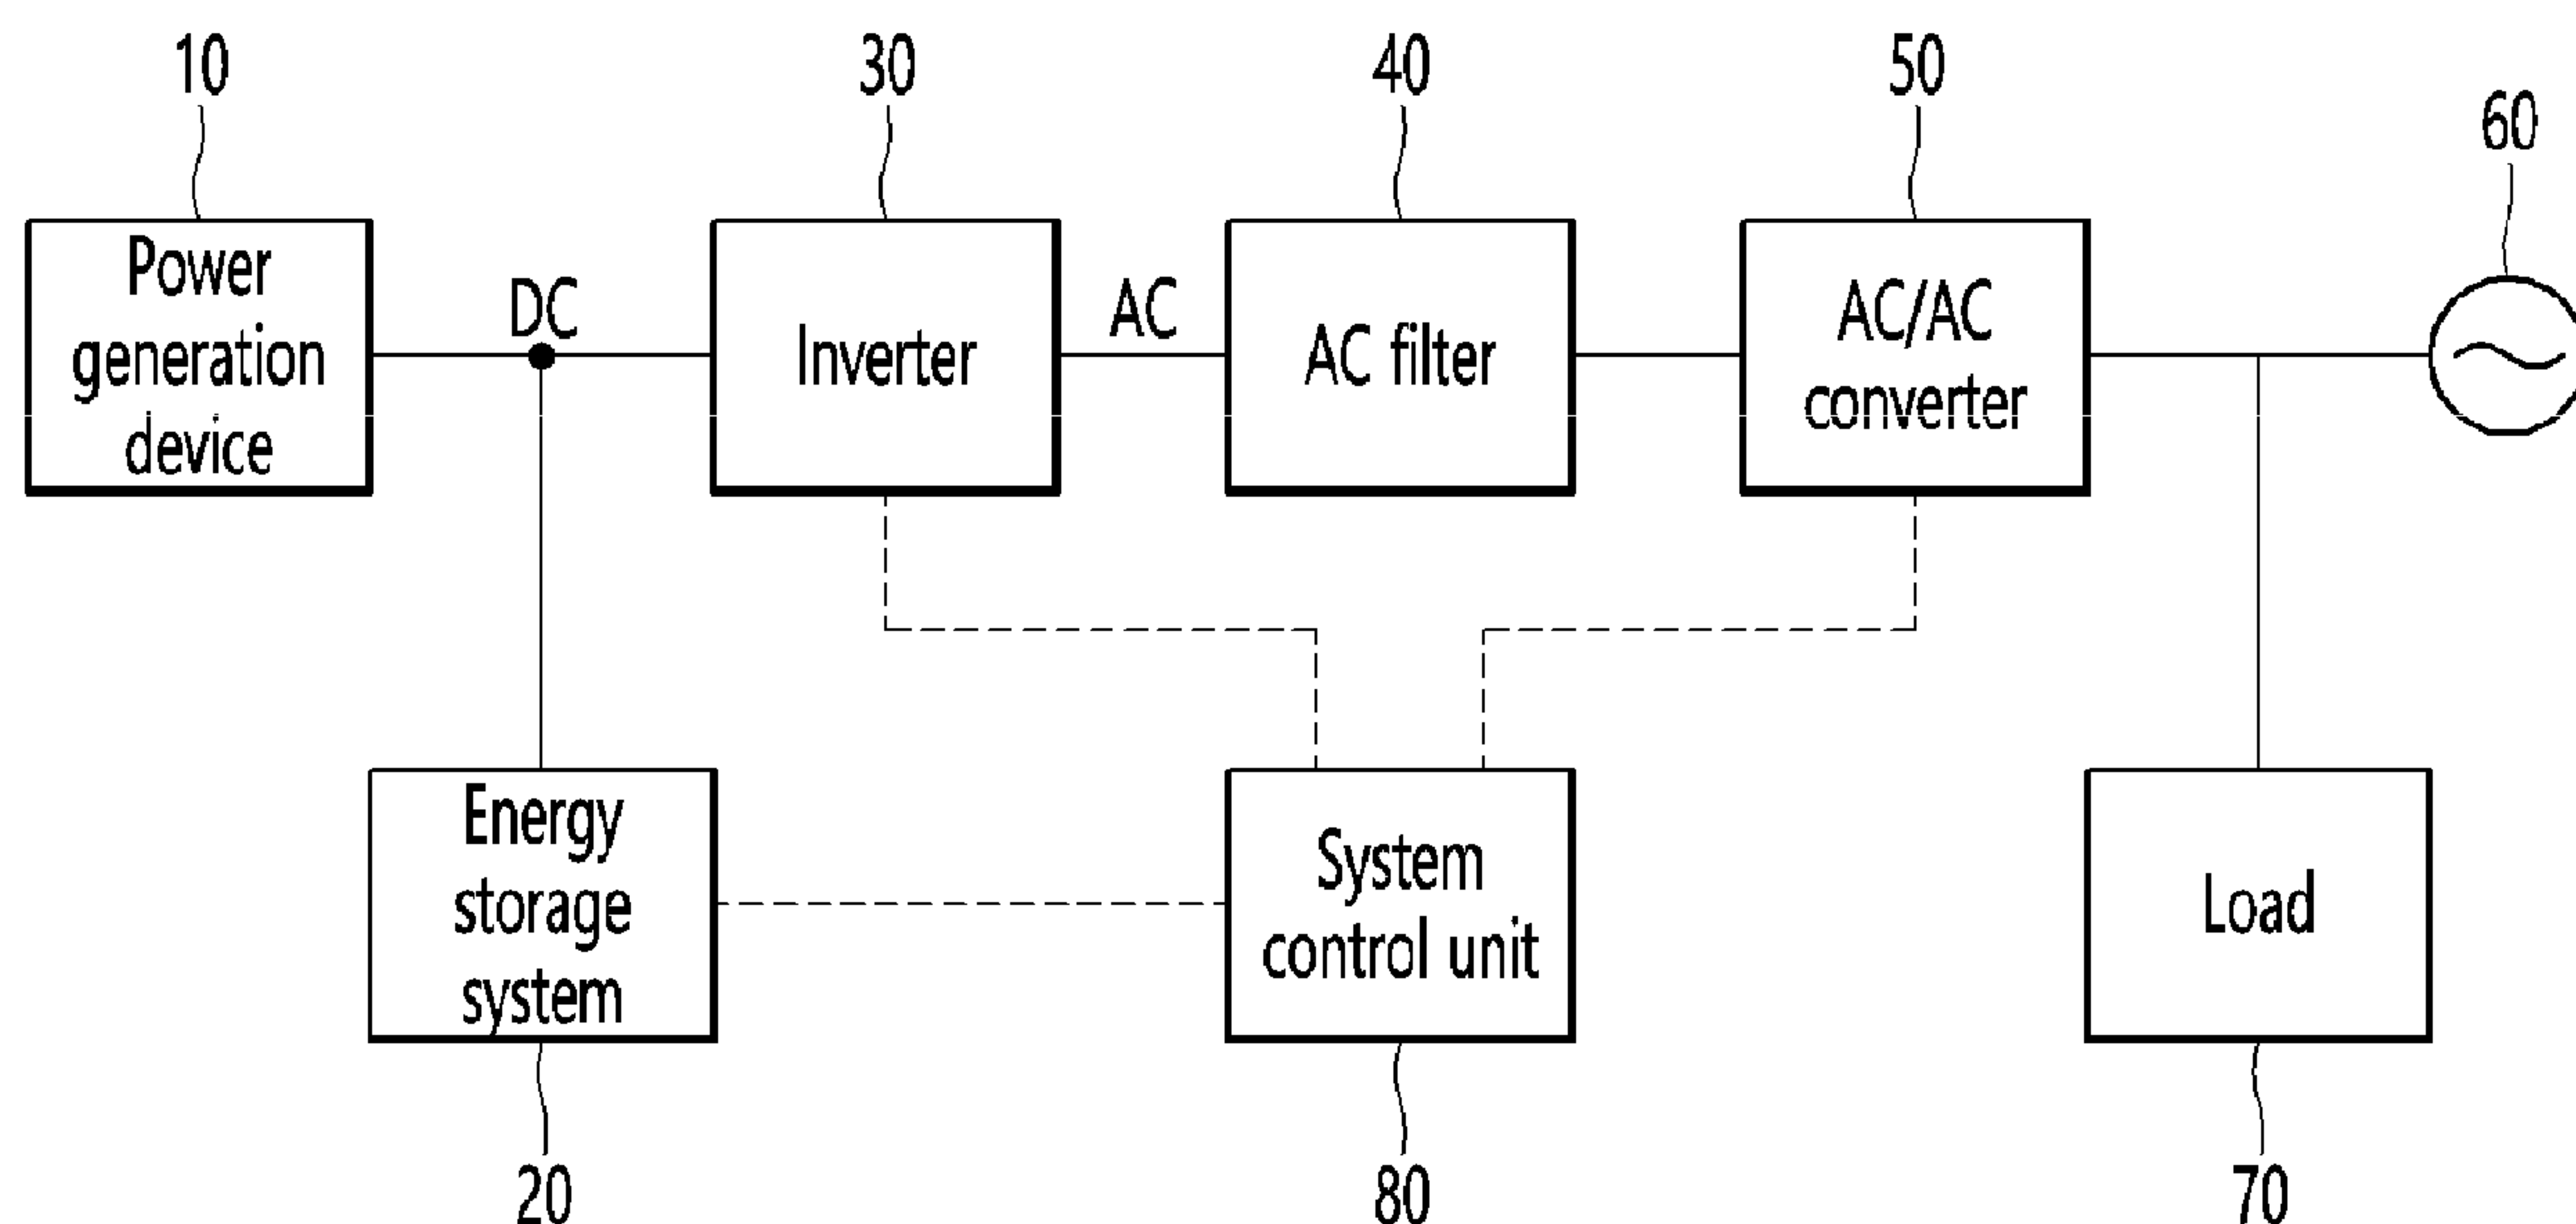 10
30
40
50
60
Power
generation
device
DC
Inverter
AC
AC filter
AC/AC
converter
Energy
storage
system
System
control unit
Load
20
80
70